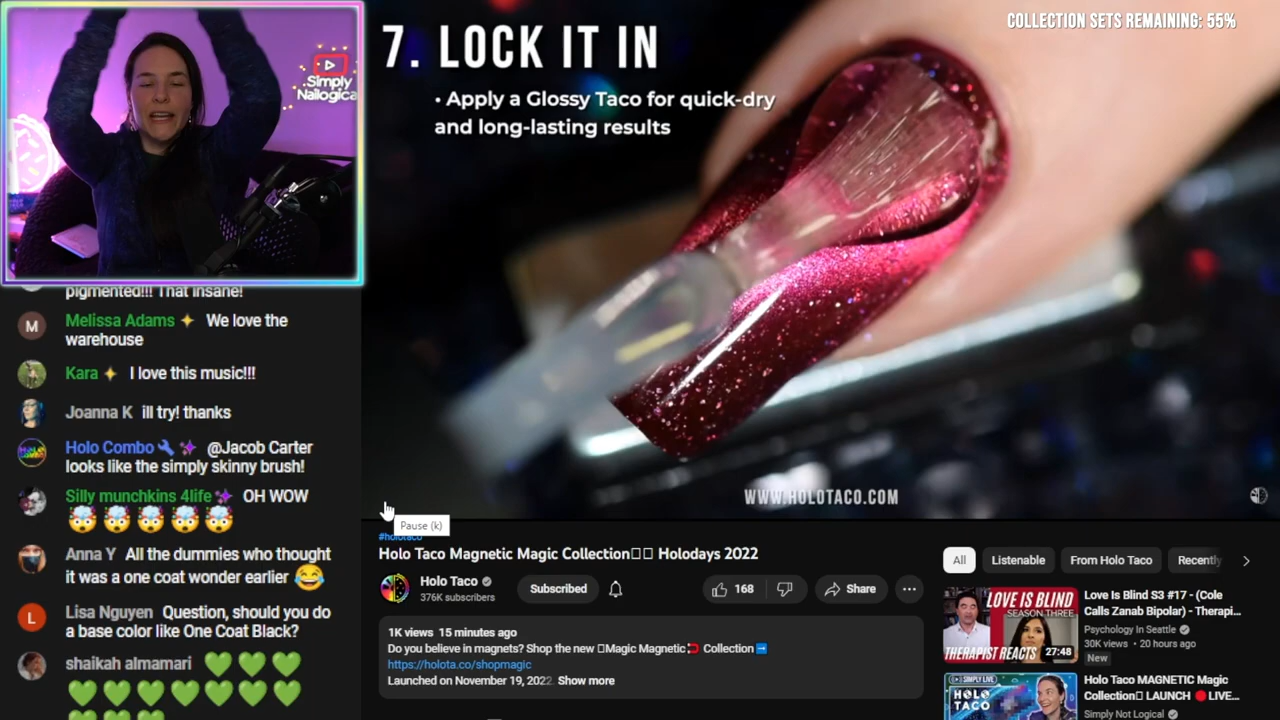 7. LOCK IT IN
• Apply a Glossy Taco for quick-dry
and long-lasting results
COLLECTION SETS REMAINING: 55%
Simply
Nailogica
pigmented!!! That insane!
Melissa Adams We love the
warehouse
Kara I love this music!!!
Joanna K ill try! thanks
Holo Combo @Jacob Carter
looks like the simply skinny brush!
Silly munchkins 4life OH WOW
Anna Y All the dummies who thought
it was a one coat wonder earlier
Lisa Nguyen Question, should you do
a base color like One Coat Black?
shaikah almamari
WWW.HOLOTACO.COM
Pause (k)
#holotaco
Holo Taco Magnetic Magic Collection Holodays 2022
Holo Taco
376K subscribers
Subscribed
168
Share
1K views 15 minutes ago
Do you believe in magnets? Shop the new Magic Magnetic Collection
https://holota.co/shopmagic
Launched on November 19, 2022. Show more
All
Listenable
From Holo Taco
Recently
LOVE IS BLIND
SEASON THREE
THERAPIST REACTS
27:48
Love Is Blind S3 #17 - (Cole
Calls Zanab Bipolar) - Therapi...
Psychology In Seattle
30K views • 20 hours ago
New
SIMPLY LIVE
HOLO
TACO
Holo Taco MAGNETIC Magic
Collection LAUNCH LIVE...
Simply Not Logical